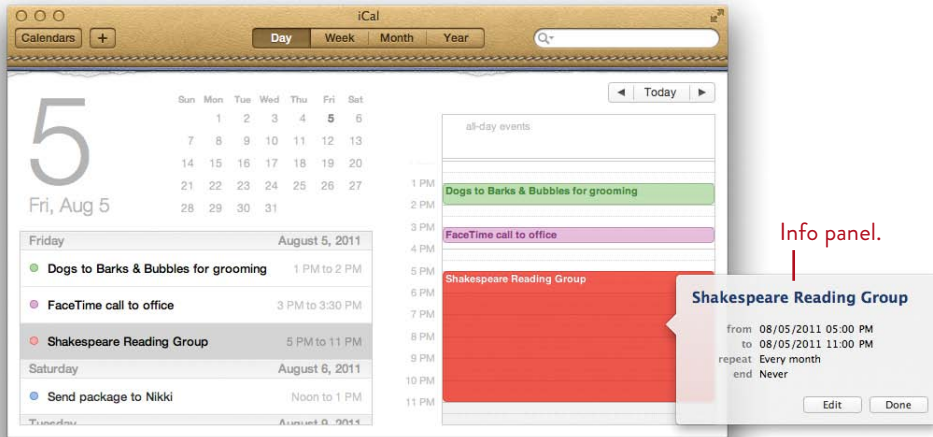 iCal
Calendars +
Day Week Month Year
Today
5
Fri, Aug 5
Sun Mon Tue Wed Thu Fri Sat
1 2 3 4 5 6
7 8 9 10 11 12 13
14 15 16 17 18 19 20
21 22 23 24 25 26 27
28 29 30 31
Friday August 5, 2011
Dogs to Barks & Bubbles for grooming 1 PM to 2 PM
FaceTime call to office 3 PM to 3:30 PM
Shakespeare Reading Group 5 PM to 11 PM
Saturday August 6, 2011
Send package to Nikki Noon to 1 PM
Tuesday August 9, 2011
all-day events
1 PM
Dogs to Barks & Bubbles for grooming
2 PM
3 PM
FaceTime call to office
4 PM
5 PM
Shakespeare Reading Group
6 PM
7 PM
8 PM
9 PM
10 PM
11 PM
Info panel.
Shakespeare Reading Group
from 08/05/2011 05:00 PM
to 08/05/2011 11:00 PM
repeat Every month
end Never
Edit Done